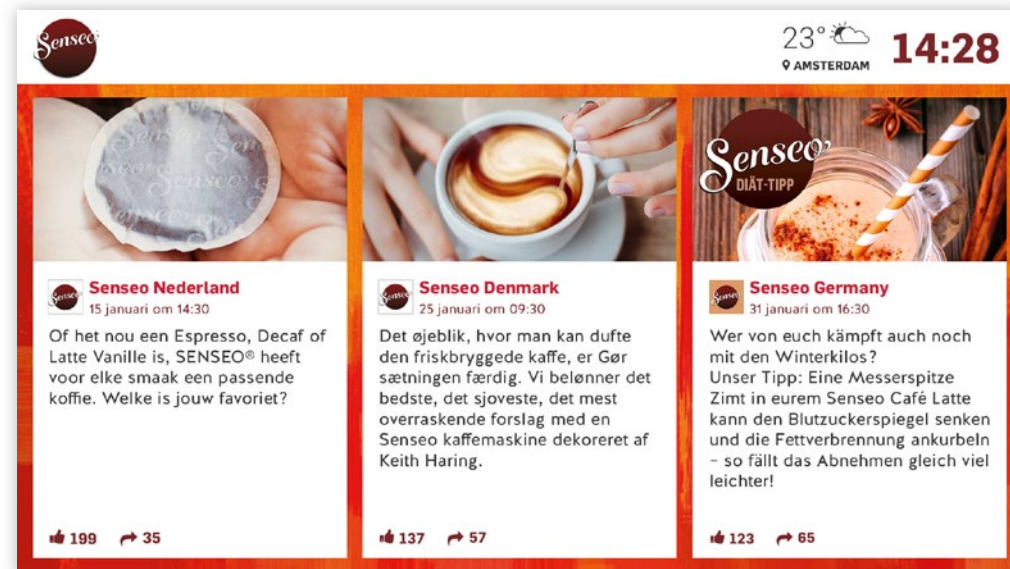 Senseo
23°
AMSTERDAM
14:28
Senseo
Senseo
Senseo Nederland
15 januari om 14:30
Of het nou een Espresso, Decaf of
Latte Vanille is, SENSEO® heeft
voor elke smaak een passende
koffie. Welke is jouw favoriet?
199 35
Senseo
Senseo Denmark
25 januari om 09:30
Det øjeblik, hvor man kan dufte
den friskbryggede kaffe, er Gør
sætningen færdig. Vi belønner det
bedste, det sjoveste, det mest
overraskende forslag med en
Senseo kaffemaskine dekoreret af
Keith Haring.
137 57
Senseo
DIÄT-TIPP
Senseo
Senseo Germany
31 januari om 16:30
Wer von euch kämpft auch noch
mit den Winterkilos?
Unser Tipp: Eine Messerspitze
Zimt in eurem Senseo Café Latte
kann den Blutzuckerspiegel senken
und die Fettverbrennung ankurbeln
– so fällt das Abnehmen gleich viel
leichter!
123 65